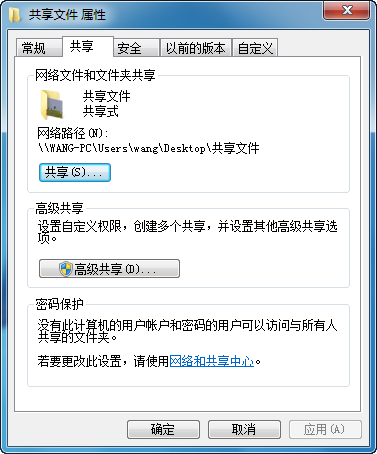 共享文件 属性
常规 共享 安全 以前的版本 自定义
网络文件和文件夹共享
共享文件
共享式
网络路径(N):
\\WANG-PC\Users\wang\Desktop\共享文件
共享(S)...
高级共享
设置自定义权限，创建多个共享，并设置其他高级共享选
项。
高级共享(D)...
密码保护
没有此计算机的用户帐户和密码的用户可以访问与所有人
共享的文件夹。
若要更改此设置，请使用网络和共享中心。
确定 取消 应用(A)